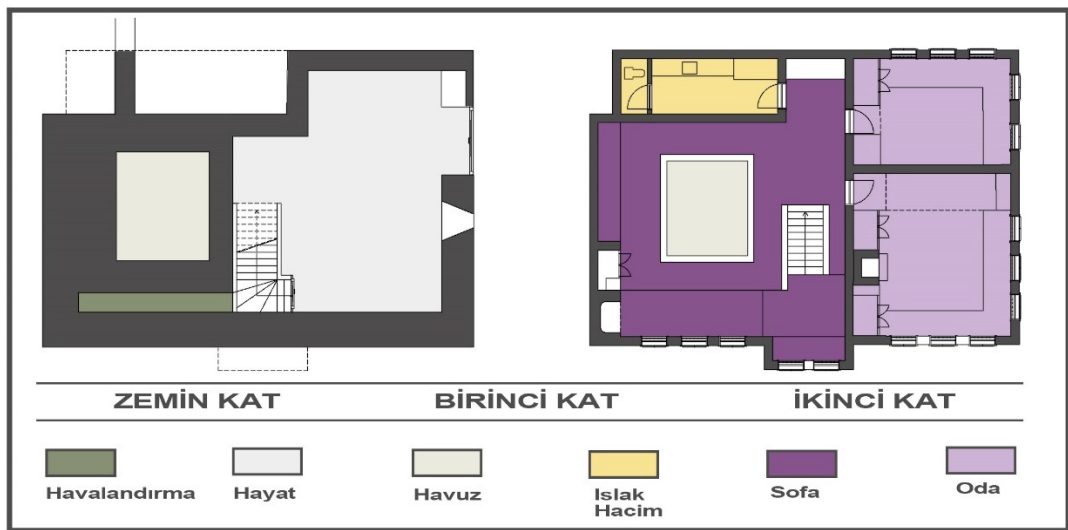 ZEMİN KAT
BİRİNCİ KAT
İKİNCİ KAT
Havalandırma
Hayat
Havuz
Islak
Hacim
Sofa
Oda